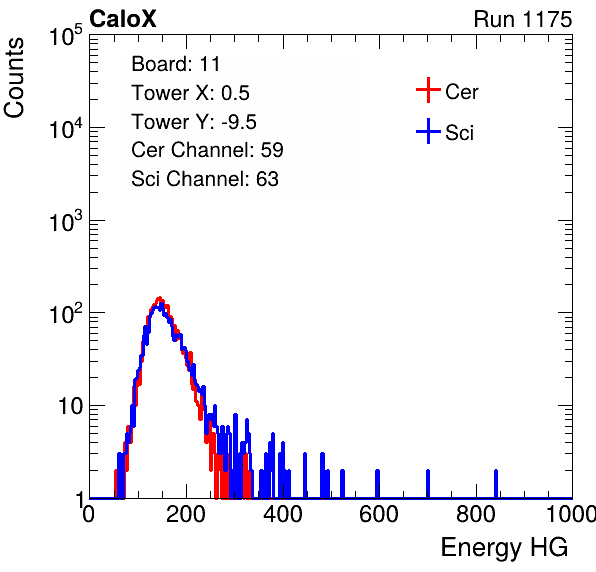 CaloX Run 1175
Counts
10^5
10^4
10^3
10^2
10
1
Board: 11
Tower X: 0.5
Tower Y: -9.5
Cer Channel: 59
Sci Channel: 63
Cer
Sci
0 200 400 600 800 1000
Energy HG